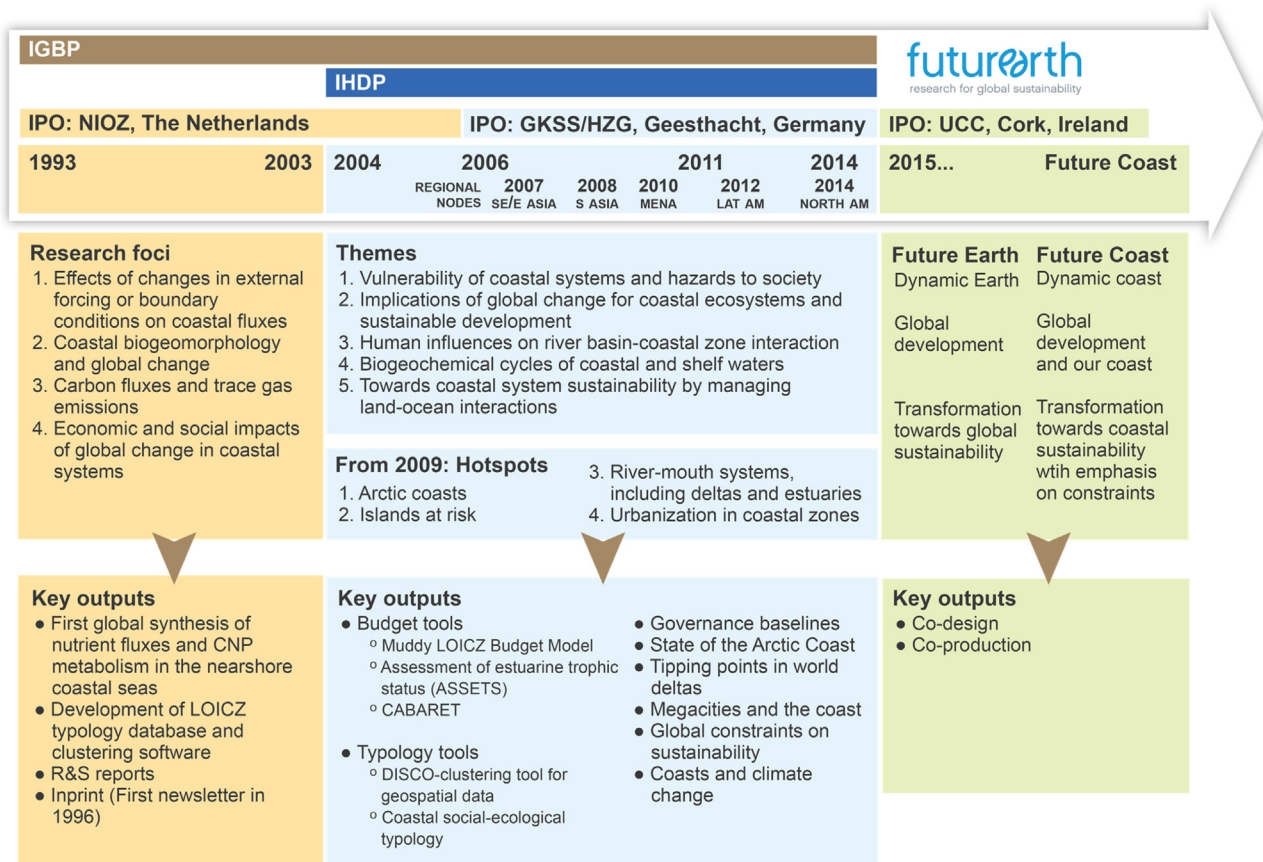 IGBP
IHDP
futurearth
research for global sustainability
IPO: NIOZ, The Netherlands
IPO: GKSS/HZG, Geesthacht, Germany
IPO: UCC, Cork, Ireland
1993 2003
2004 2006 2011 2014
2015... Future Coast
REGIONAL 2007 2008 2010 2012 2014
NODES SE/E ASIA S ASIA MENA LAT AM NORTH AM
Research foci
1. Effects of changes in external
forcing or boundary
conditions on coastal fluxes
2. Coastal biogeomorphology
and global change
3. Carbon fluxes and trace gas
emissions
4. Economic and social impacts
of global change in coastal
systems
Themes
1. Vulnerability of coastal systems and hazards to society
2. Implications of global change for coastal ecosystems and
sustainable development
3. Human influences on river basin-coastal zone interaction
4. Biogeochemical cycles of coastal and shelf waters
5. Towards coastal system sustainability by managing
land-ocean interactions
From 2009: Hotspots
1. Arctic coasts
2. Islands at risk
3. River-mouth systems,
including deltas and estuaries
4. Urbanization in coastal zones
Future Earth
Dynamic Earth
Global
development
Transformation
towards global
sustainability
Future Coast
Dynamic coast
Global
development
and our coast
Transformation
towards coastal
sustainability
wtih emphasis
on constraints
Key outputs
● First global synthesis of
nutrient fluxes and CNP
metabolism in the nearshore
coastal seas
● Development of LOICZ
typology database and
clustering software
● R&S reports
● Inprint (First newsletter in
1996)
Key outputs
● Budget tools
o Muddy LOICZ Budget Model
o Assessment of estuarine trophic
status (ASSETS)
o CABARET
● Typology tools
o DISCO-clustering tool for
geospatial data
o Coastal social-ecological
typology
● Governance baselines
● State of the Arctic Coast
● Tipping points in world
deltas
● Megacities and the coast
● Global constraints on
sustainability
● Coasts and climate
change
Key outputs
● Co-design
● Co-production